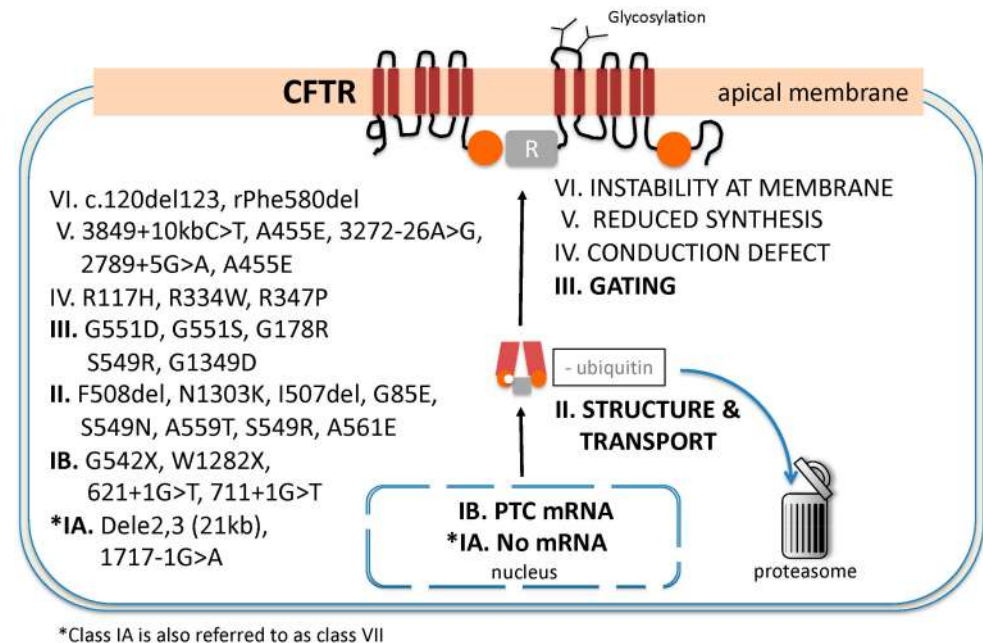 Glycosylation
CFTR
apical membrane
R
VI. c.120del123, rPhe580del
V. 3849+10kbC>T, A455E, 3272-26A>G,
2789+5G>A, A455E
IV. R117H, R334W, R347P
III. G551D, G551S, G178R
S549R, G1349D
II. F508del, N1303K, I507del, G85E,
S549N, A559T, S549R, A561E
IB. G542X, W1282X,
621+1G>T, 711+1G>T
*IA. Dele2,3 (21kb),
1717-1G>A
VI. INSTABILITY AT MEMBRANE
V. REDUCED SYNTHESIS
IV. CONDUCTION DEFECT
III. GATING
- ubiquitin
II. STRUCTURE &
TRANSPORT
IB. PTC mRNA
*IA. No mRNA
nucleus
proteasome
*Class IA is also referred to as class VII